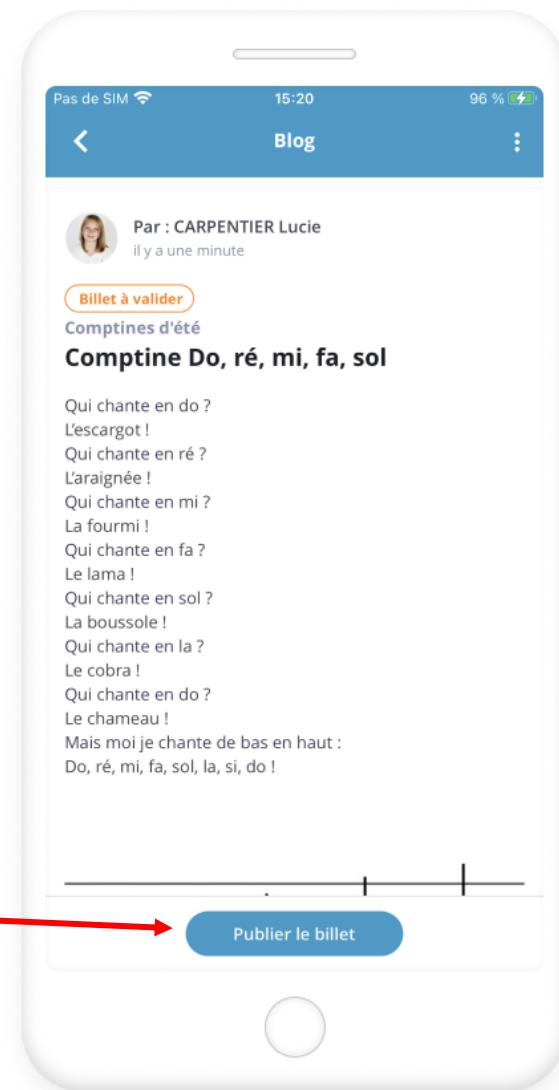 Pas de SIM 15:20 96 %
Blog
Par : CARPENTIER Lucie
il y a une minute
Billet à valider
Comptines d'été
Comptine Do, ré, mi, fa, sol
Qui chante en do ?
L'escargot !
Qui chante en ré ?
L'araignée !
Qui chante en mi ?
La fourmi !
Qui chante en fa ?
Le lama !
Qui chante en sol ?
La boussole !
Qui chante en la ?
Le cobra !
Qui chante en do ?
Le chameau !
Mais moi je chante de bas en haut :
Do, ré, mi, fa, sol, la, si, do !
Publier le billet